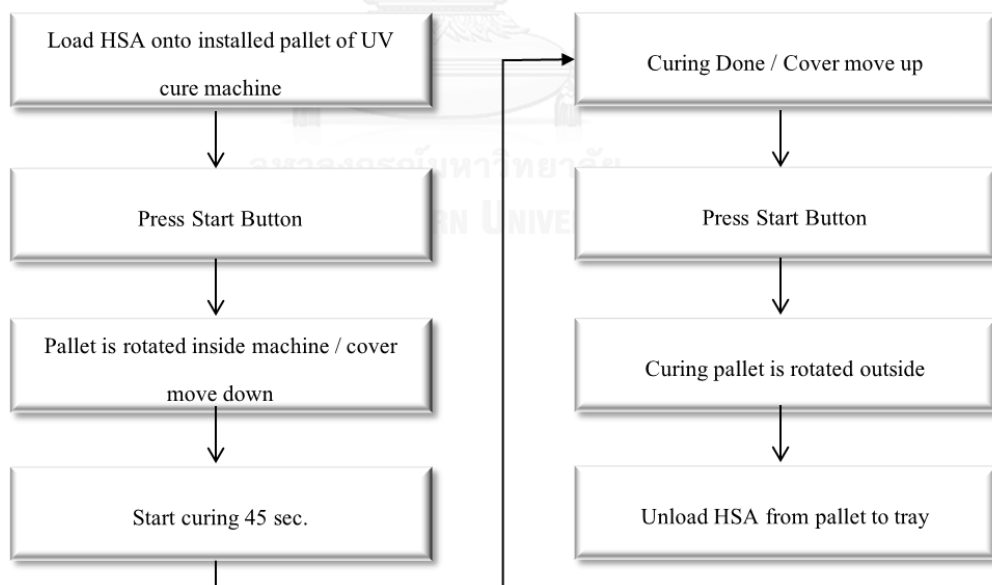 Load HSA onto installed pallet of UV
cure machine
Press Start Button
Pallet is rotated inside machine / cover
move down
Start curing 45 sec.
Curing Done / Cover move up
Press Start Button
Curing pallet is rotated outside
Unload HSA from pallet to tray